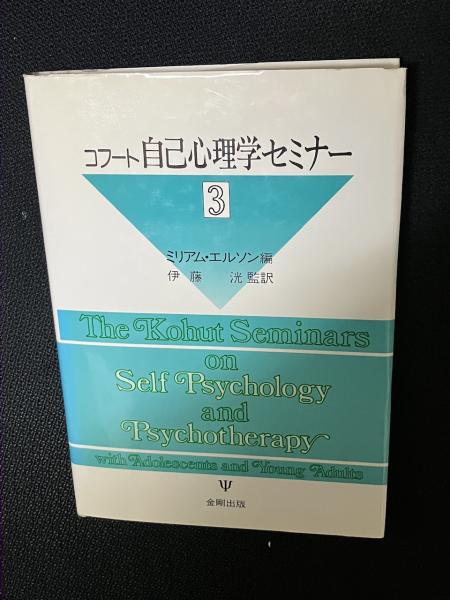 コフート自己心理学セミナー
3
ミリアム・エルソン編
伊藤 洸監訳
The Kohut Seminars
on
Self Psychology
and
Psychotherapy
with Adolescents and Young Adults
Ψ
金剛出版